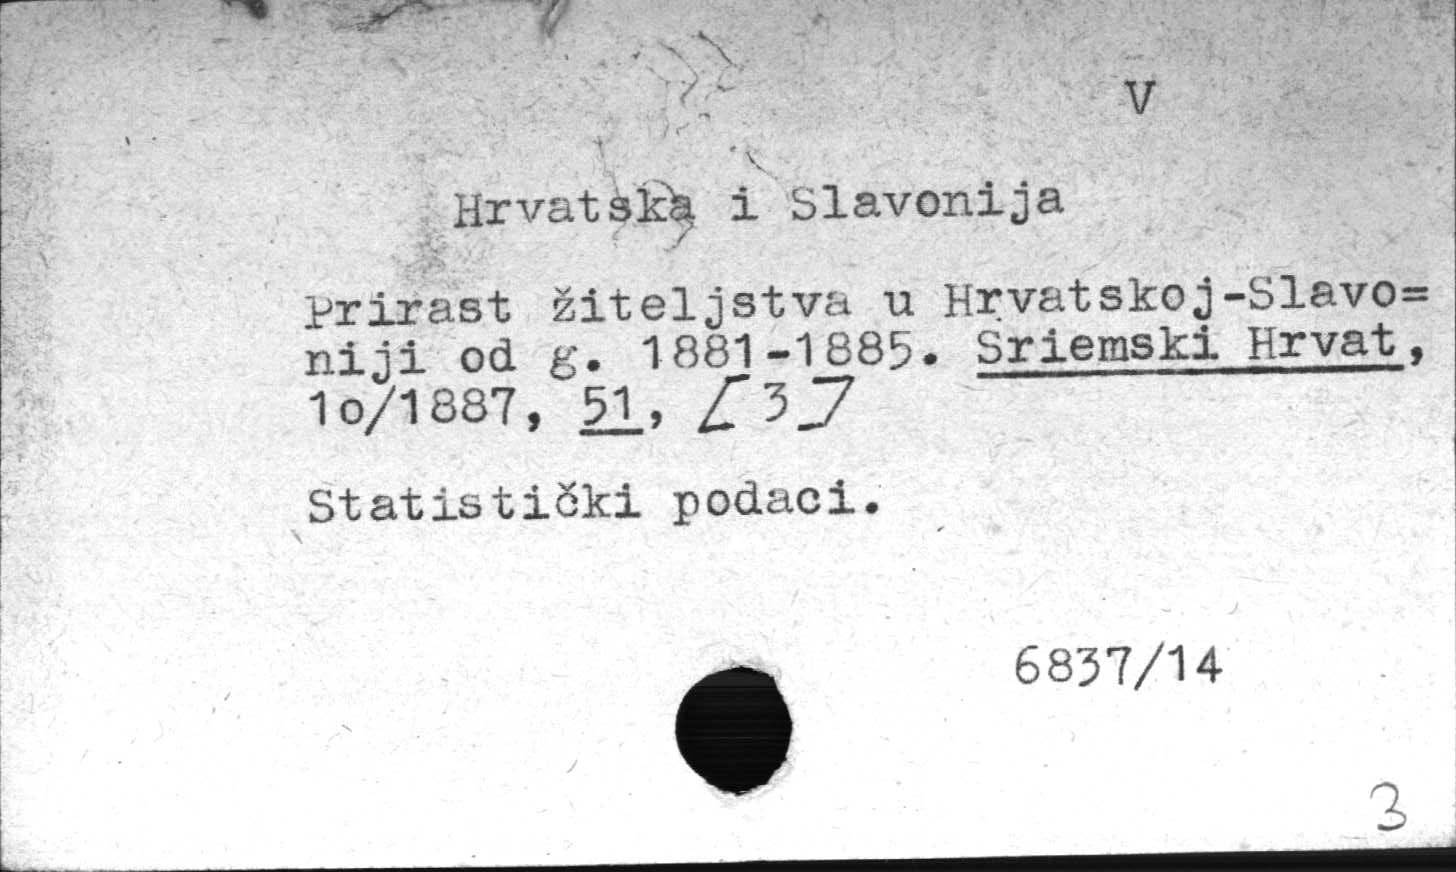 V
Hrvatska i Slavonija
Prirast žiteljstva u Hrvatskoj-Slavo=
niji od g. 1881-1885. Sriemski Hrvat,
1o/1887, 51, [3]
Statistički podaci.
6837/14
3